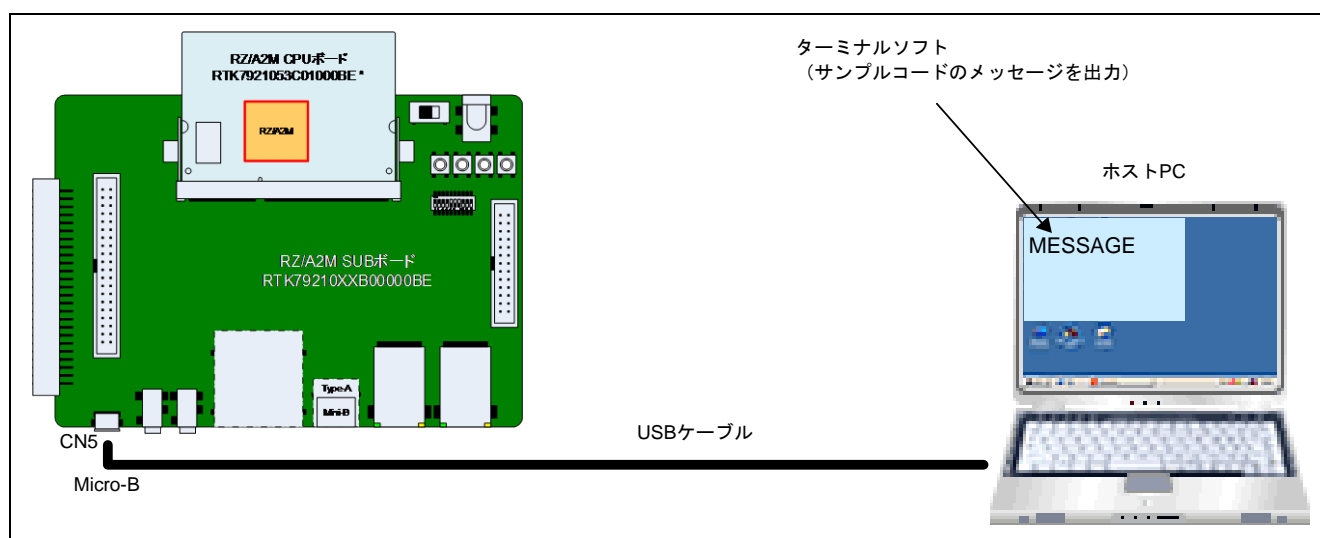 RZ/A2M CPUボード
RTK7921053C01000BE *
RZ/A2M
RZ/A2M SUBボード
RTK79210XXB00000BE
Type-A
Mini-B
CN5
Micro-B
USBケーブル
ターミナルソフト
（サンプルコードのメッセージを出力）
ホストPC
MESSAGE